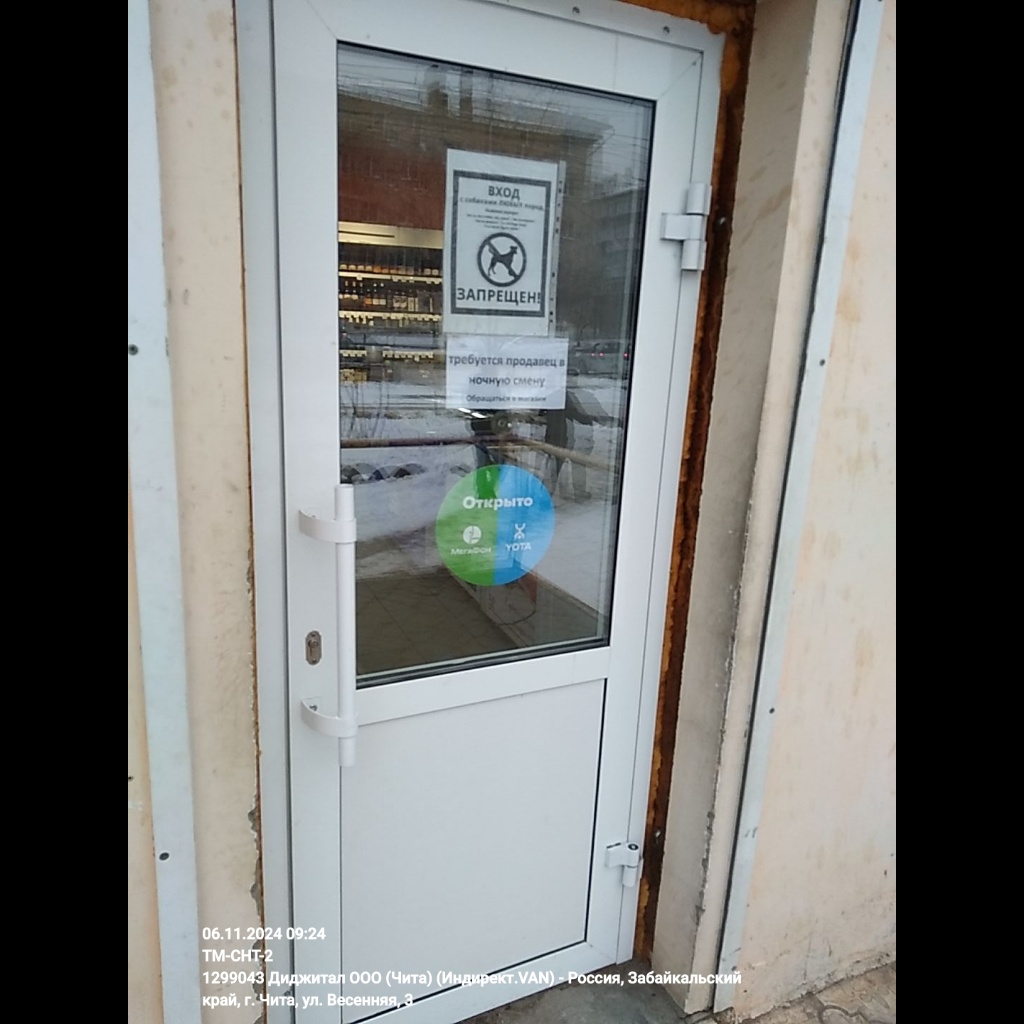 ВХОД
с собаками ЛЮБЫХ пород
ЗАПРЕЩЕН!
требуется продавец в
ночную смену
Обращаться в магазин
Открыто
МегаФон YOTA
06.11.2024 09:24
ТМ-СНТ-2
1299043 Диджитал ООО (Чита) (Индирект.VAN) - Россия, Забайкальский
край, г. Чита, ул. Весенняя, 3